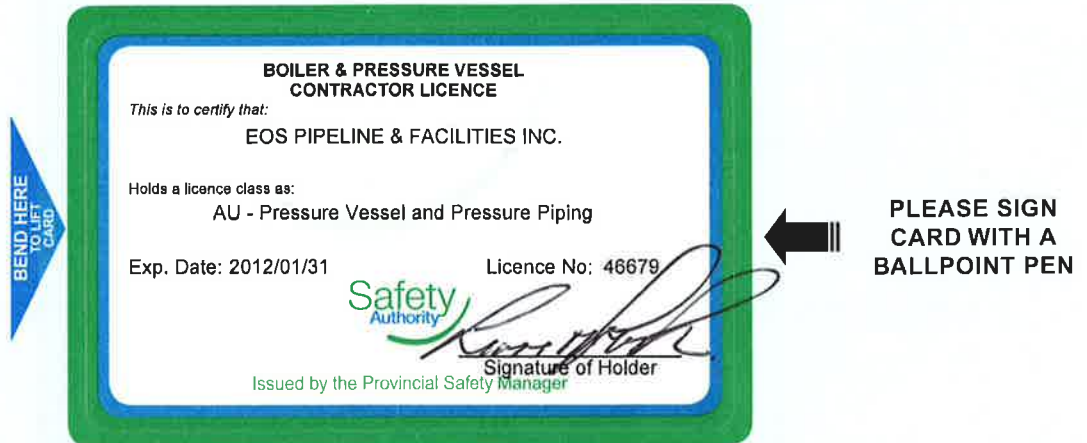 BEND HERE
TO LIFT
CARD
BOILER & PRESSURE VESSEL
CONTRACTOR LICENCE
This is to certify that:
EOS PIPELINE & FACILITIES INC.
Holds a licence class as:
AU - Pressure Vessel and Pressure Piping
Exp. Date: 2012/01/31 Licence No: 46679
Safety
Authority
Signature of Holder
Issued by the Provincial Safety Manager
PLEASE SIGN
CARD WITH A
BALLPOINT PEN